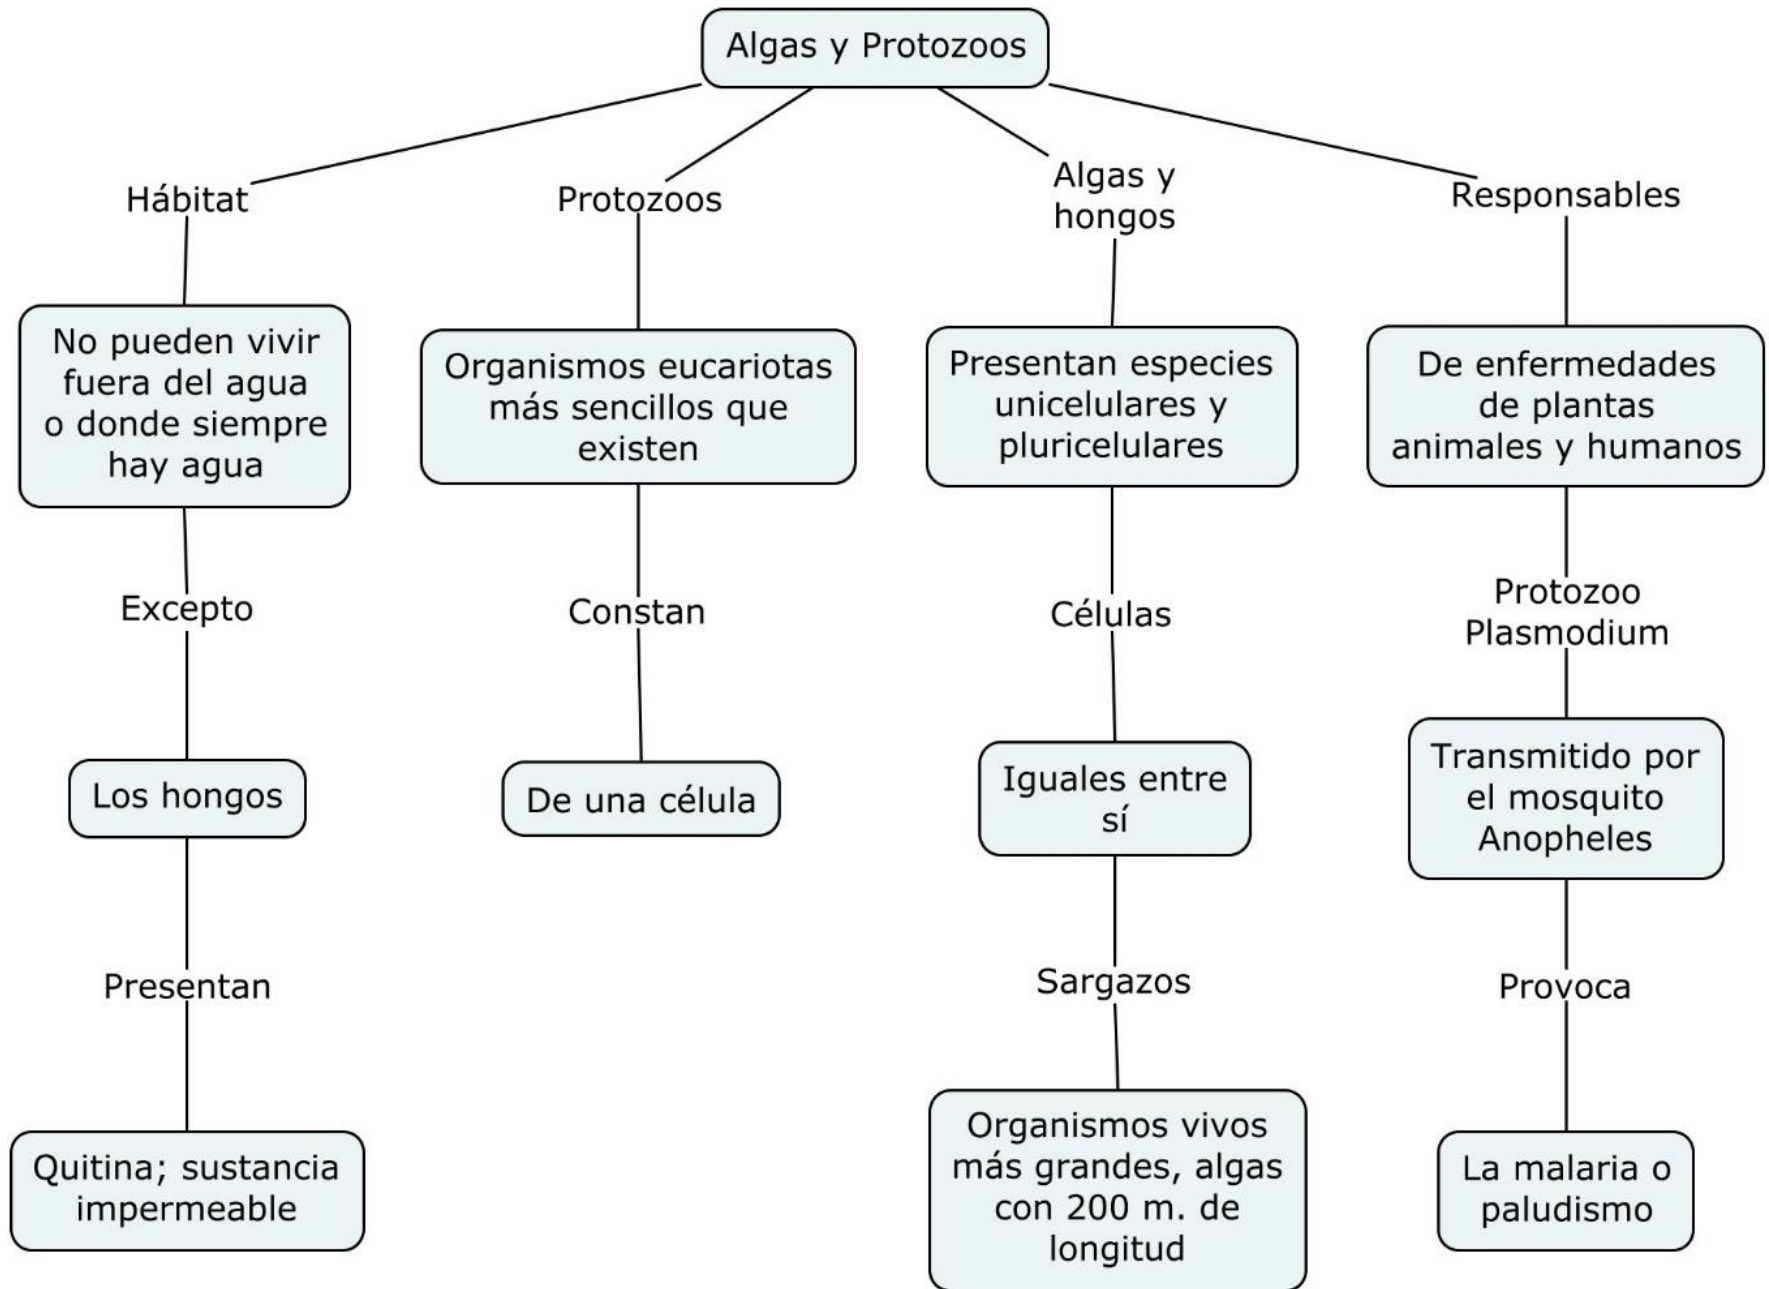 Algas y Protozoos
Hábitat
No pueden vivir
fuera del agua
o donde siempre
hay agua
Excepto
Los hongos
Presentan
Quitina; sustancia
impermeable
Protozoos
Organismos eucariotas
más sencillos que
existen
Constan
De una célula
Algas y
hongos
Presentan especies
unicelulares y
pluricelulares
Células
Iguales entre
sí
Sargazos
Organismos vivos
más grandes, algas
con 200 m. de
longitud
Responsables
De enfermedades
de plantas
animales y humanos
Protozoo
Plasmodium
Transmitido por
el mosquito
Anopheles
Provoca
La malaria o
paludismo